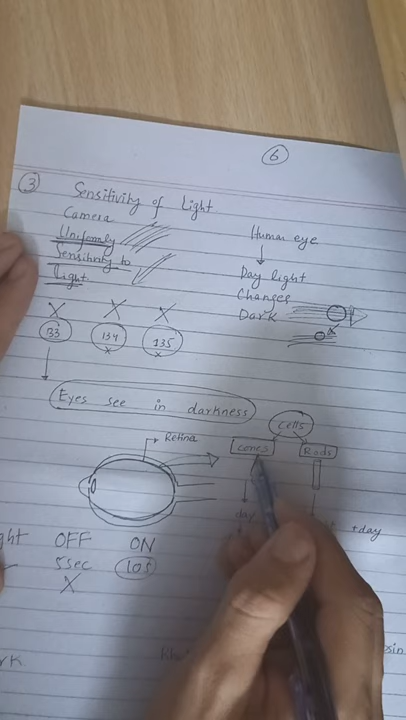 6
3 Sensitivity of Light
Camera
Uniformly
Sensitivity to
light
Human eye
Day light
Changes
Dark
X X X
133 134 135
x x
Eyes see in darkness
Cells
Cones Rods
Retina
day +day
OFF ON
5sec 10s
X